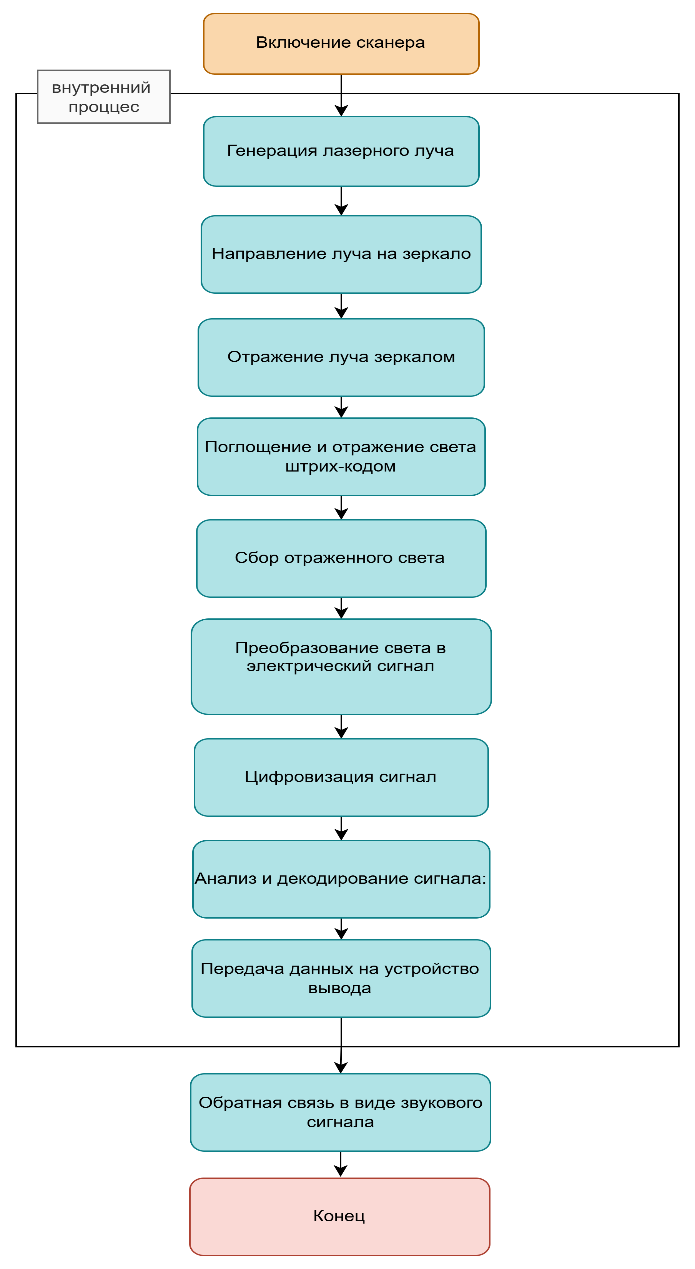 Включение сканера
внутренний
проццес
Генерация лазерного луча
Направление луча на зеркало
Отражение луча зеркалом
Поглощение и отражение света
штрих-кодом
Сбор отраженного света
Преобразование света в
электрический сигнал
Цифровизация сигнал
Анализ и декодирование сигнала:
Передача данных на устройство
вывода
Обратная связь в виде звукового
сигнала
Конец